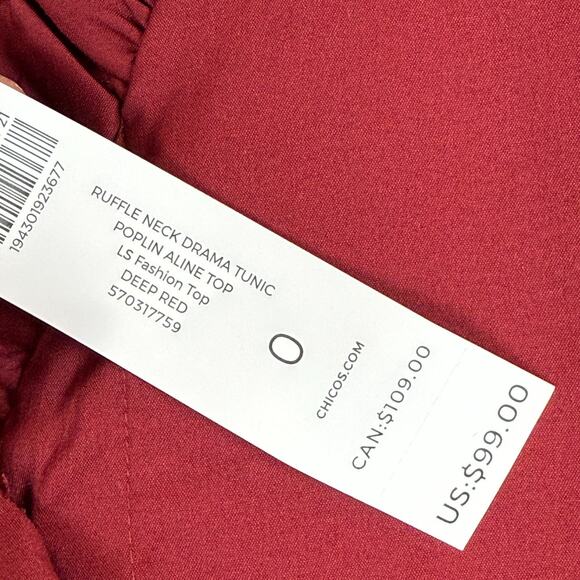 21
194301923677
RUFFLE NECK DRAMA TUNIC
POPLIN ALINE TOP
LS Fashion Top
DEEP RED
570317759
0
CHICOS.COM
CAN:$109.00
US:$99.00